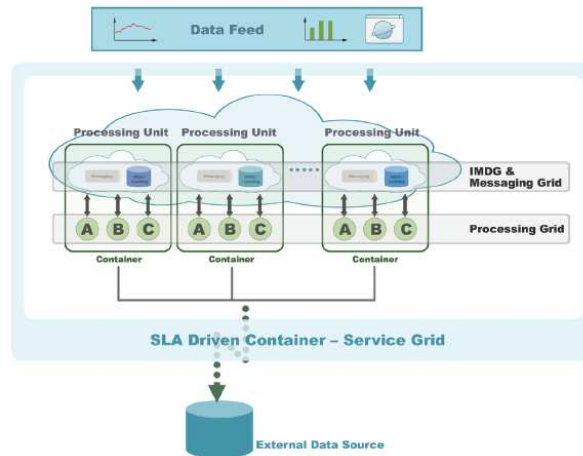 Data Feed
Processing Unit Processing Unit Processing Unit
IMDG &
Messaging Grid
A B C A B C A B C
Processing Grid
Container Container Container
SLA Driven Container – Service Grid
External Data Source